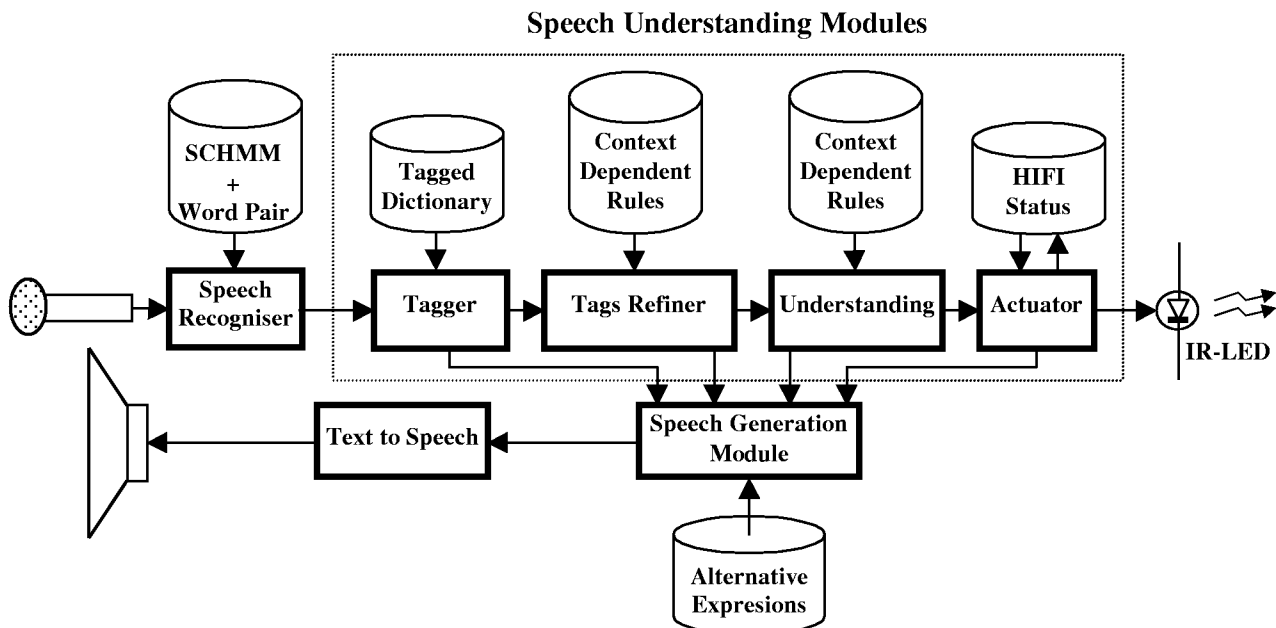 Speech Understanding Modules
SCHMM
+
Word Pair
Tagged
Dictionary
Context
Dependent
Rules
Context
Dependent
Rules
HIFI
Status
Speech
Recogniser
Tagger
Tags Refiner
Understanding
Actuator
IR-LED
Text to Speech
Speech Generation
Module
Alternative
Expresions